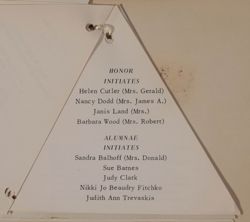 HONOR
INITIATES
Helen Cutler (Mrs. Gerald)
Nancy Dodd (Mrs. James A.)
Janis Land (Mrs.)
Barbara Wood (Mrs. Robert)
ALUMNAE
INITIATES
Sandra Balhoff (Mrs. Donald)
Sue Barnes
Judy Clark
Nikki Jo Beaudry Fitchko
Judith Ann Trevaskis